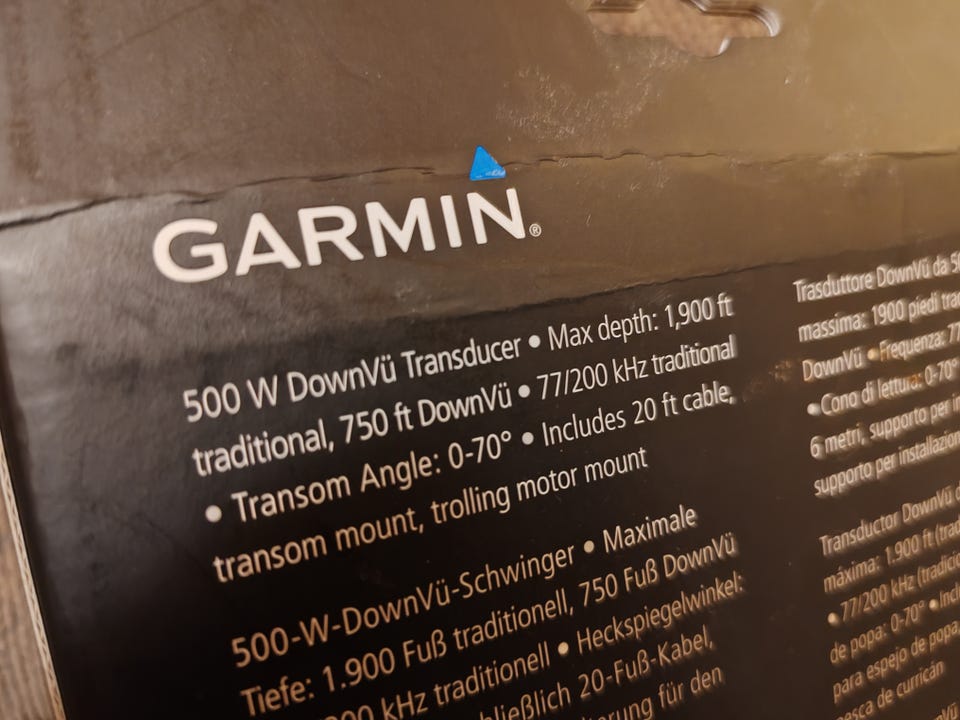 GARMIN®
500 W DownVü Transducer • Max depth: 1,900 ft
traditional, 750 ft DownVü • 77/200 kHz traditional
• Transom Angle: 0-70° • Includes 20 ft cable,
transom mount, trolling motor mount
500-W-DownVü-Schwinger • Maximale
Tiefe: 1.900 Fuß traditionell, 750 Fuß DownVü
kHz traditionell • Heckspiegelwinkel:
20-Fuß-Kabel,
für den
Trasduttore DownVü da
massima: 1900 piedi
DownVü • Frequenza: 77
• Cono di lettura: 0-70°
6 metri, supporto per
supporto per
Transductor DownVü
máxima: 1.900 ft
• 77/200 kHz
de popa: 0-70° •
para espejo de popa,
de curricán